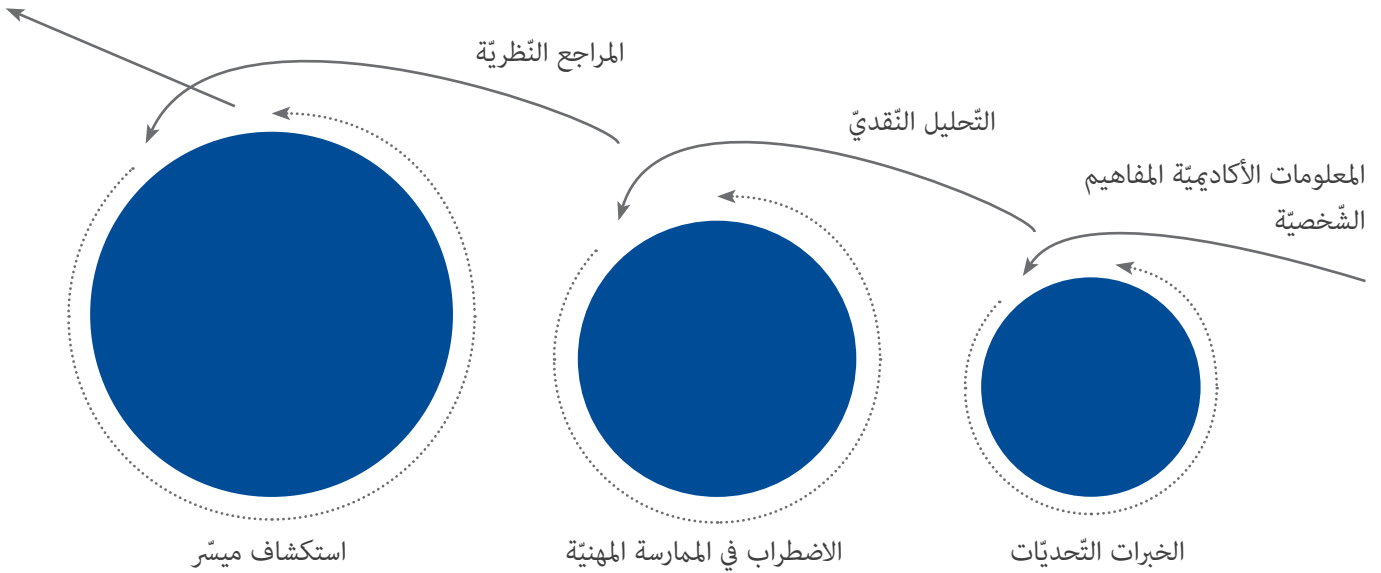 المعلومات الأكاديميّة المفاهيم
الشّخصيّة
التّحليل النّقديّ
المراجع النّظريّة
الخبرات التّحديّات
الاضطراب في الممارسة المهنيّة
استكشاف ميسّر